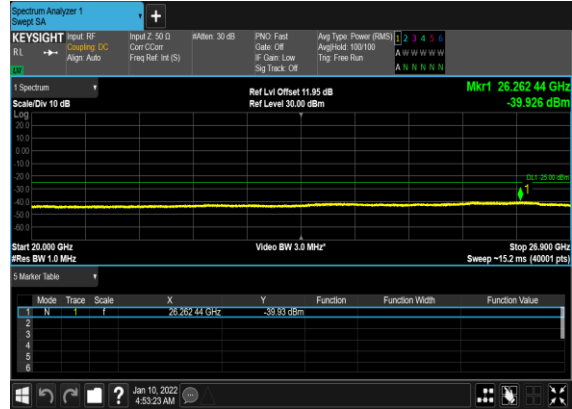 Spectrum Analyzer 1
Swept SA
+
KEYSIGHT Input: RF Input Z: 50 Ω #Atten: 30 dB PNO: Fast Avg Type: Power (RMS) 1 2 3 4 5 6
RL Coupling: DC Corr CCorr Gate: Off Avg|Hold: 100/100 A W W W W W
Align: Auto Freq Ref: Int (S) IF Gain: Low Trig: Free Run
LW Sig Track: Off A N N N N N
1 Spectrum Ref Lvl Offset 11.95 dB Mkr1 26.262 44 GHz
Scale/Div 10 dB Ref Level 30.00 dBm -39.926 dBm
Log
20.0
10.0
0.00
-10.0
DL1 -25.00 dBm
-20.0
1
-30.0
-40.0
-50.0
-60.0
Start 20.000 GHz Video BW 3.0 MHz* Stop 26.900 GHz
#Res BW 1.0 MHz Sweep ~15.2 ms (40001 pts)
5 Marker Table
Mode Trace Scale X Y Function Function Width Function Value
1 N 1 f 26.262 44 GHz -39.93 dBm
2
3
4
5
6
? Jan 10, 2022
4:53:23 AM